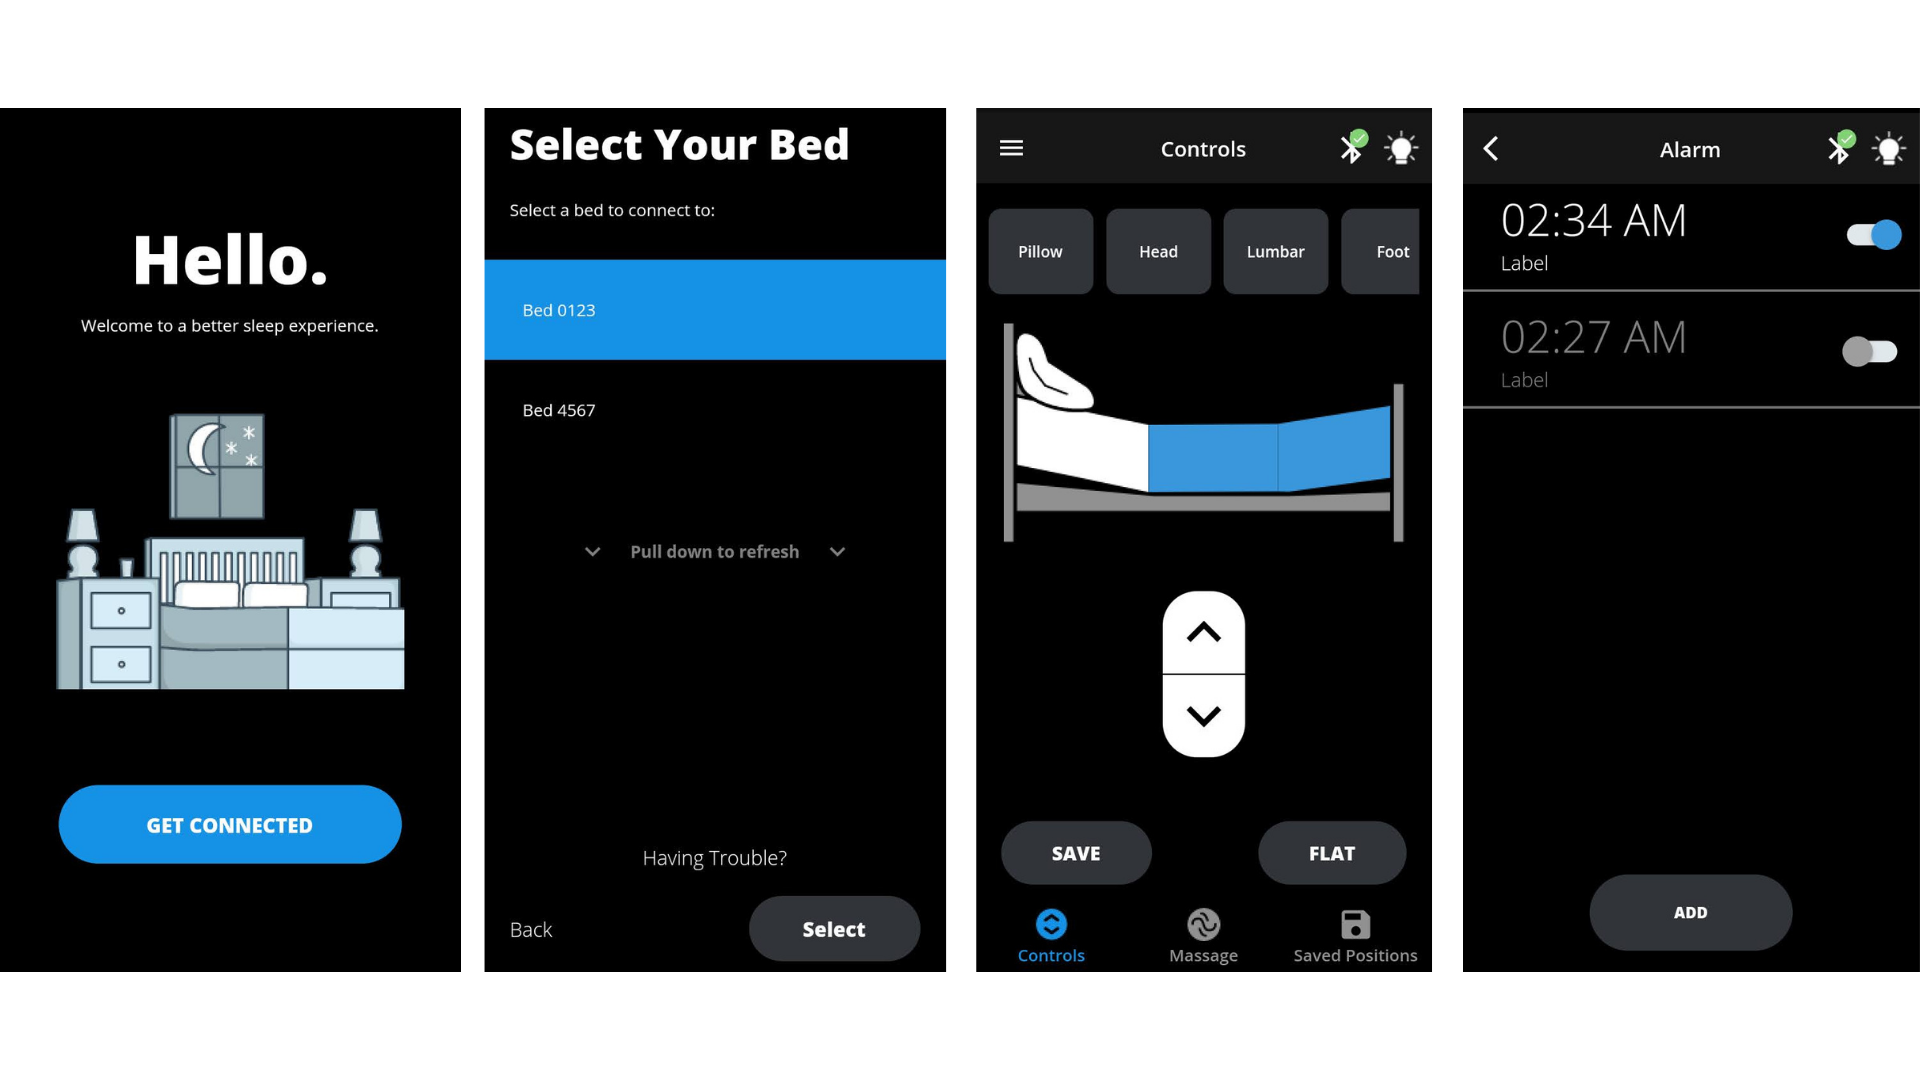 Hello.
Welcome to a better sleep experience.
GET CONNECTED
Select Your Bed
Select a bed to connect to:
Bed 0123
Bed 4567
Pull down to refresh
Having Trouble?
Back
Select
Controls
Pillow
Head
Lumbar
Foot
SAVE
FLAT
Controls
Massage
Saved Positions
Alarm
02:34 AM
Label
02:27 AM
Label
ADD